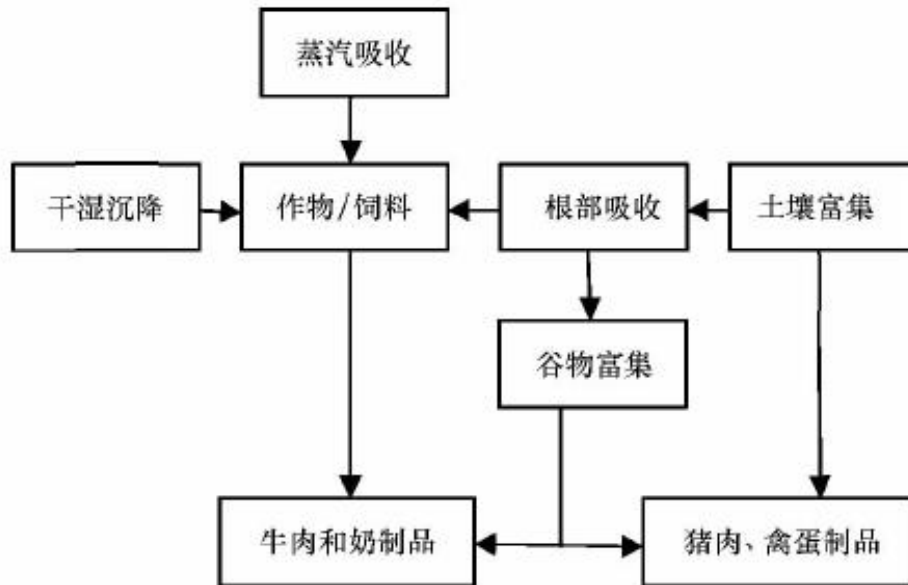 蒸汽吸收
干湿沉降
作物/饲料
根部吸收
土壤富集
谷物富集
牛肉和奶制品
猪肉、禽蛋制品